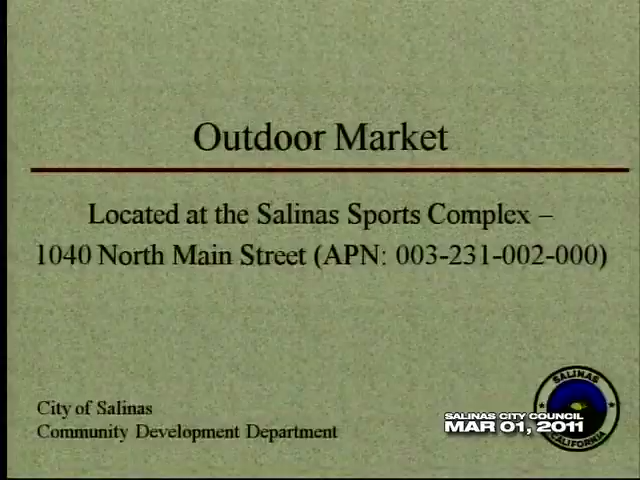 Outdoor Market
Located at the Salinas Sports Complex –
1040 North Main Street (APN: 003-231-002-000)
City of Salinas
Community Development Department
SALINAS
CALIFORNIA
SALINAS CITY COUNCIL
MAR 01, 2011